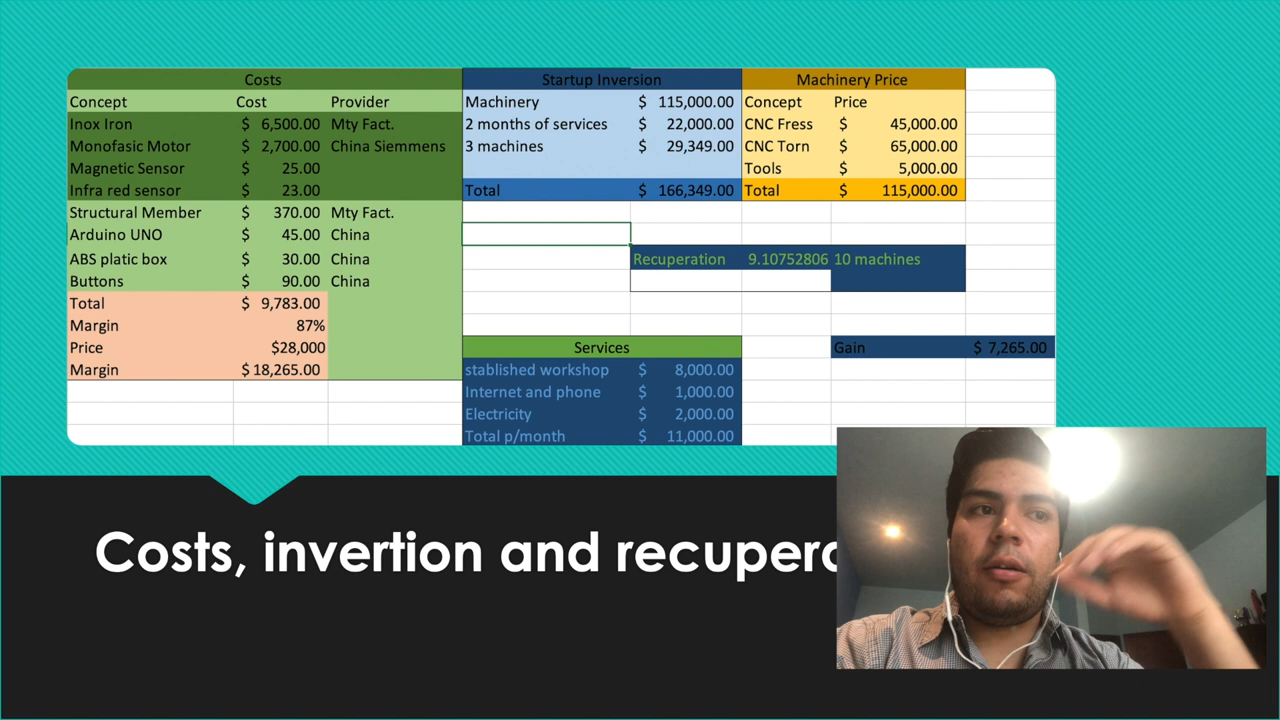 Costs
Concept Cost Provider
Inox Iron $ 6,500.00 Mty Fact.
Monofasic Motor $ 2,700.00 China Siemmens
Magnetic Sensor $ 25.00
Infra red sensor $ 23.00
Structural Member $ 370.00 Mty Fact.
Arduino UNO $ 45.00 China
ABS platic box $ 30.00 China
Buttons $ 90.00 China
Total $ 9,783.00
Margin 87%
Price $28,000
Margin $ 18,265.00
Startup Inversion
Machinery $ 115,000.00
2 months of services $ 22,000.00
3 machines $ 29,349.00
Total $ 166,349.00
Machinery Price
Concept Price
CNC Fress $ 45,000.00
CNC Torn $ 65,000.00
Tools $ 5,000.00
Total $ 115,000.00
Recuperation 9.10752806 10 machines
Services
stablished workshop $ 8,000.00
Internet and phone $ 1,000.00
Electricity $ 2,000.00
Total p/month $ 11,000.00
Gain $ 7,265.00
Costs, invertion and recupera